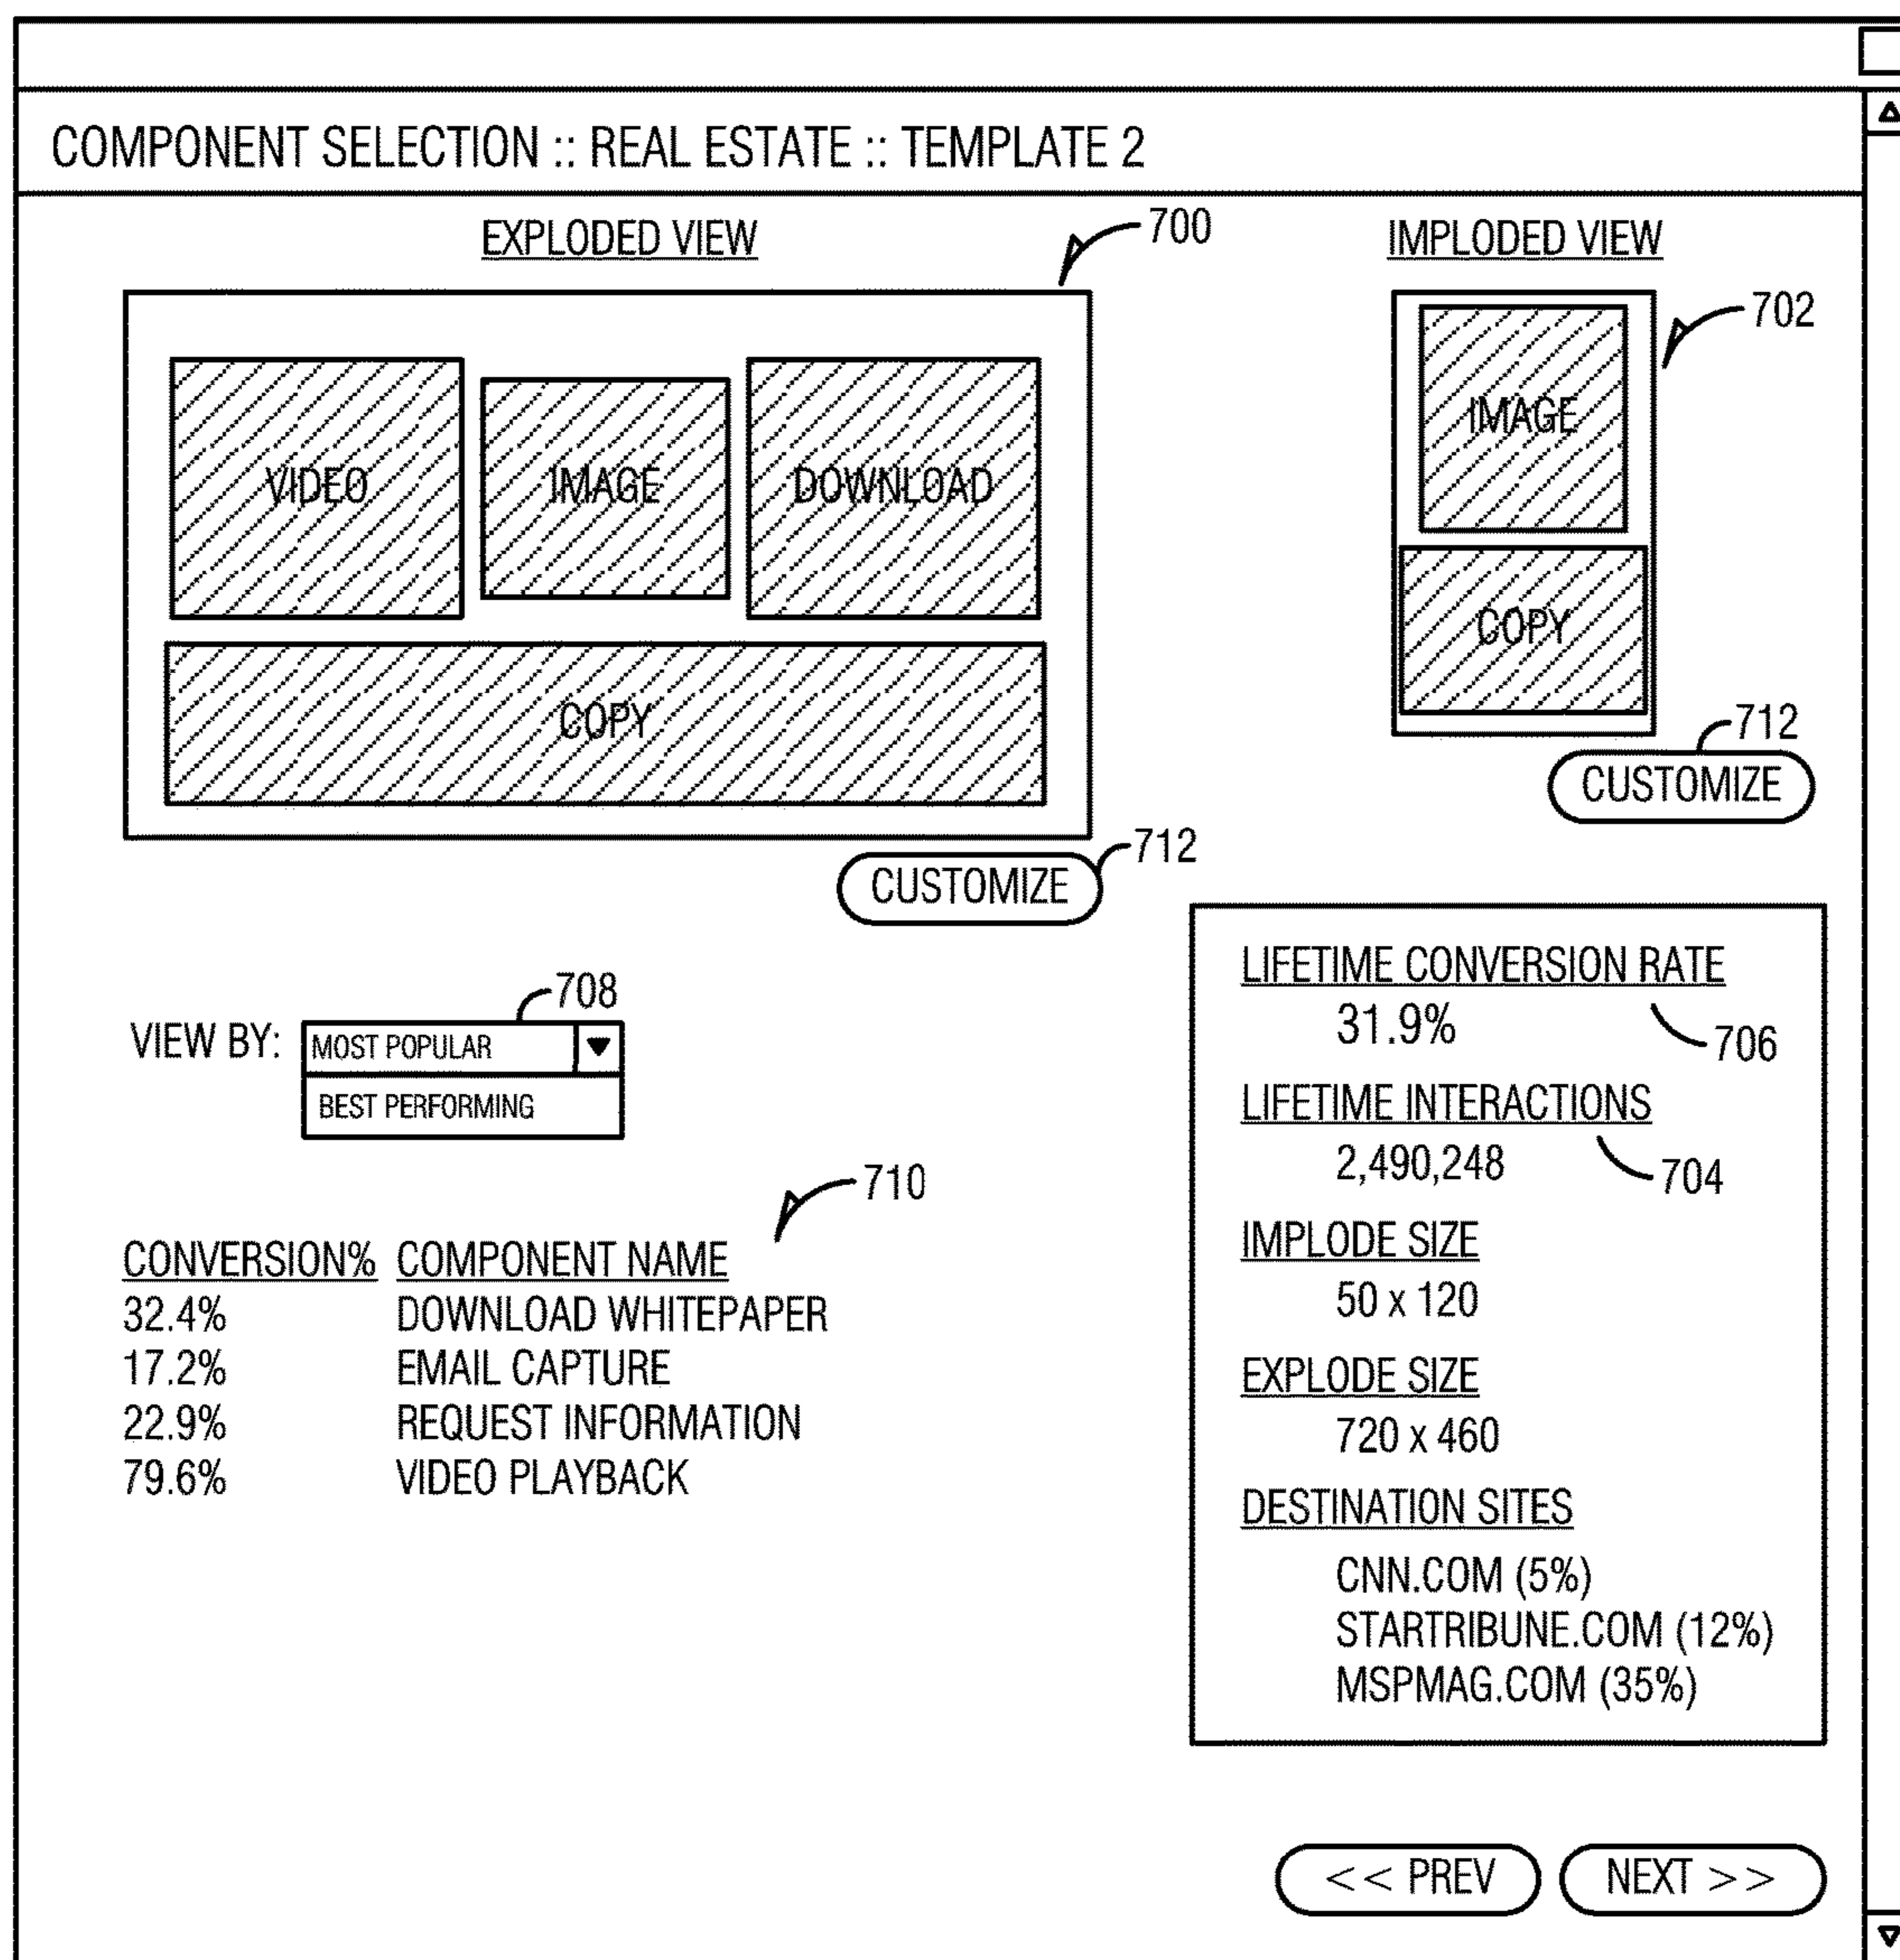 COMPONENT SELECTION :: REAL ESTATE :: TEMPLATE 2
EXPLODED VIEW
700
VIDEO
IMAGE
DOWNLOAD
COPY
712
CUSTOMIZE
IMPLODED VIEW
702
IMAGE
COPY
712
CUSTOMIZE
708
VIEW BY: MOST POPULAR
BEST PERFORMING
710
CONVERSION% COMPONENT NAME
32.4% DOWNLOAD WHITEPAPER
17.2% EMAIL CAPTURE
22.9% REQUEST INFORMATION
79.6% VIDEO PLAYBACK
LIFETIME CONVERSION RATE
31.9%
706
LIFETIME INTERACTIONS
2,490,248
704
IMPLODE SIZE
50 x 120
EXPLODE SIZE
720 x 460
DESTINATION SITES
CNN.COM (5%)
STARTRIBUNE.COM (12%)
MSPMAG.COM (35%)
<< PREV
NEXT >>